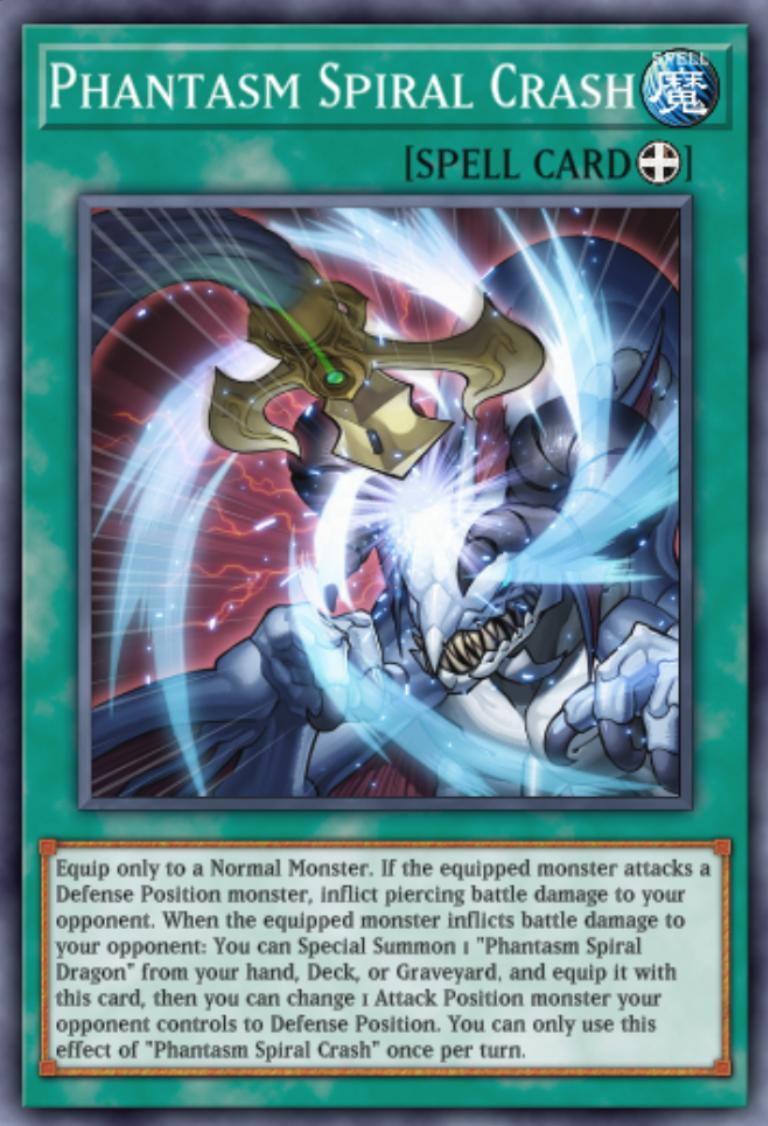 PHANTASM SPIRAL CRASH
SPELL
魔
[SPELL CARD]
Equip only to a Normal Monster. If the equipped monster attacks a
Defense Position monster, inflict piercing battle damage to your
opponent. When the equipped monster inflicts battle damage to
your opponent: You can Special Summon 1 "Phantasm Spiral
Dragon" from your hand, Deck, or Graveyard, and equip it with
this card, then you can change 1 Attack Position monster your
opponent controls to Defense Position. You can only use this
effect of "Phantasm Spiral Crash" once per turn.